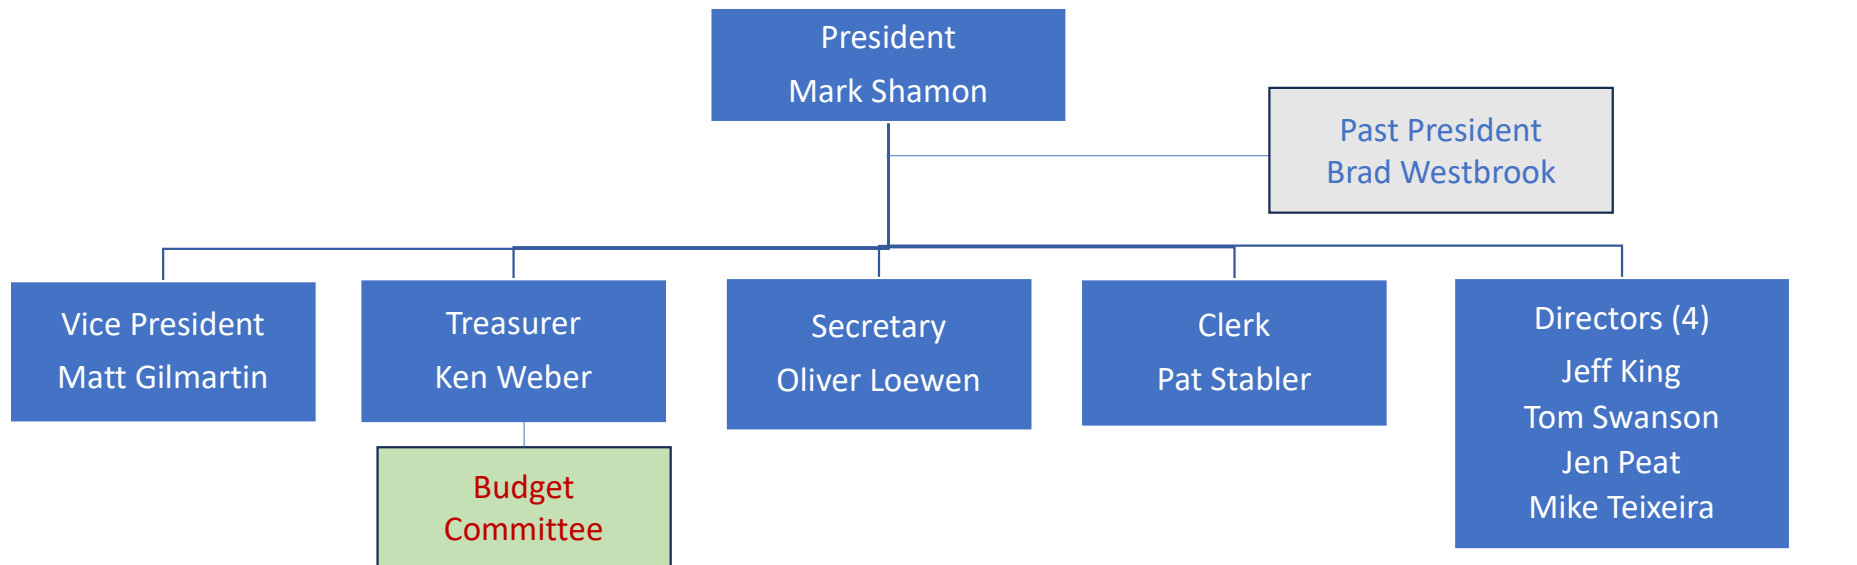 President
Mark Shamon
Past President
Brad Westbrook
Vice President
Matt Gilmartin
Treasurer
Ken Weber
Secretary
Oliver Loewen
Clerk
Pat Stabler
Directors (4)
Jeff King
Tom Swanson
Jen Peat
Mike Teixeira
Budget
Committee